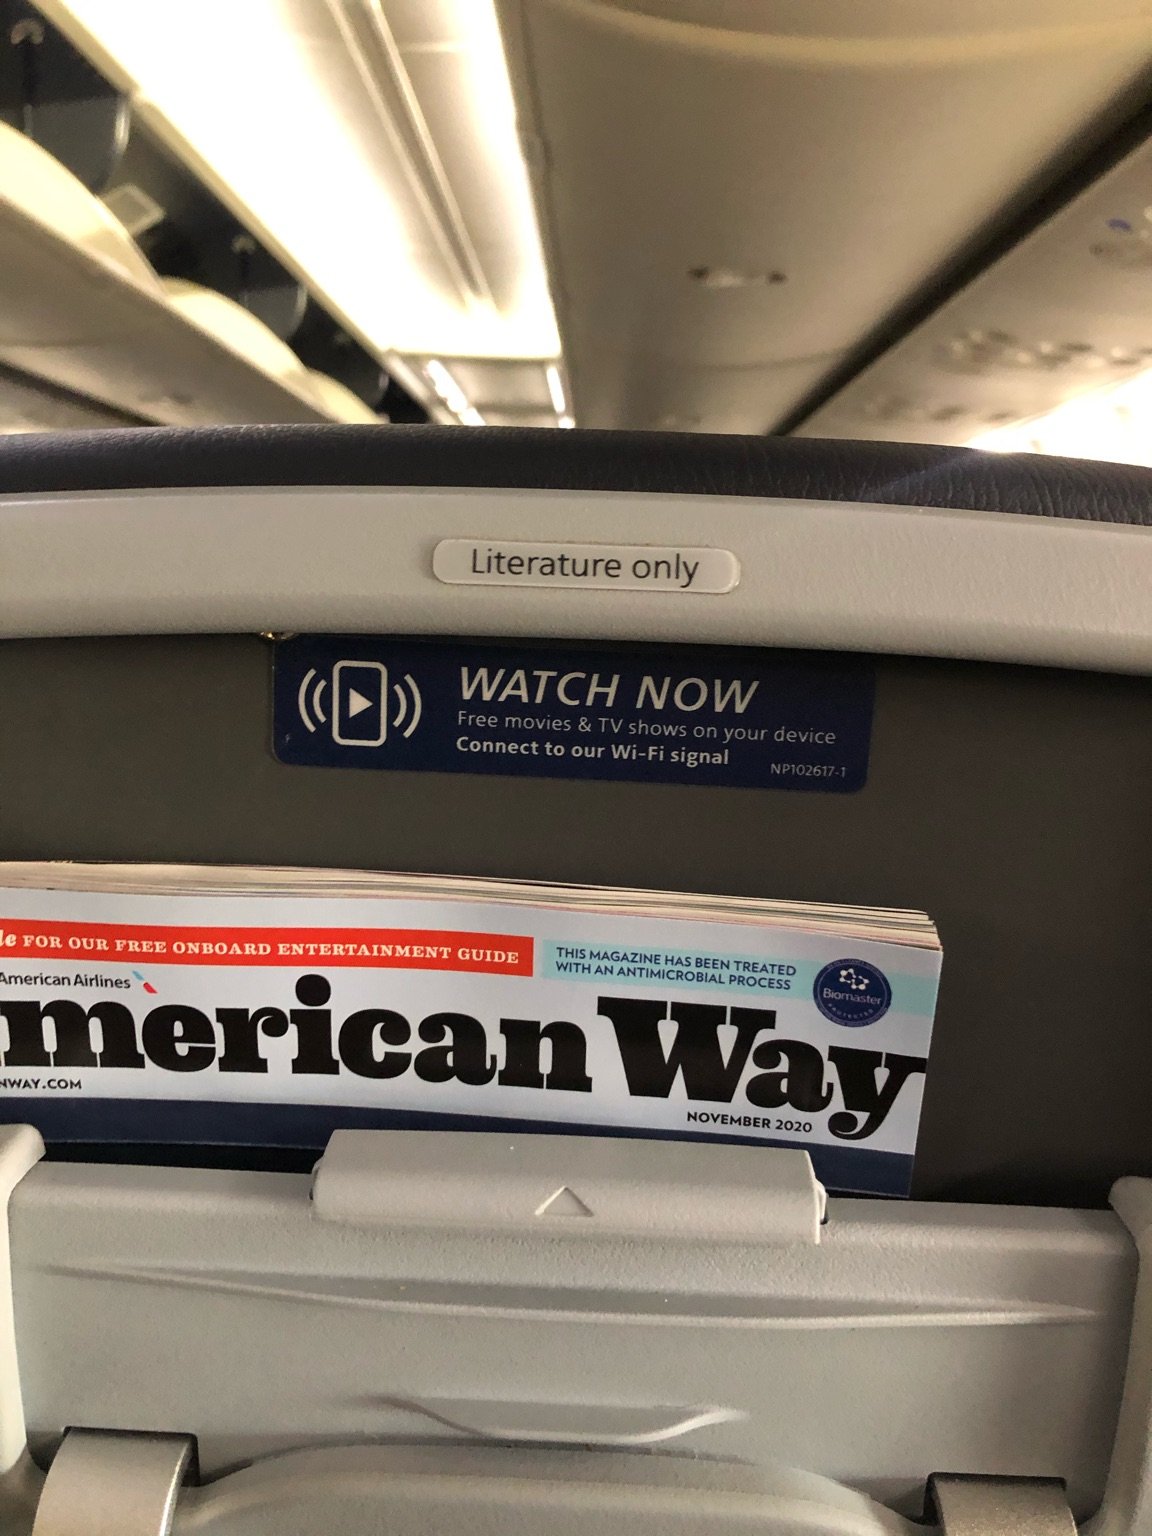 Literature only
WATCH NOW
Free movies & TV shows on your device
Connect to our Wi-Fi signal
NP102617-1
le FOR OUR FREE ONBOARD ENTERTAINMENT GUIDE
THIS MAGAZINE HAS BEEN TREATED
WITH AN ANTIMICROBIAL PROCESS
Biomaster
PROTECTED
American Airlines
merican Way
NWAY.COM
NOVEMBER 2020